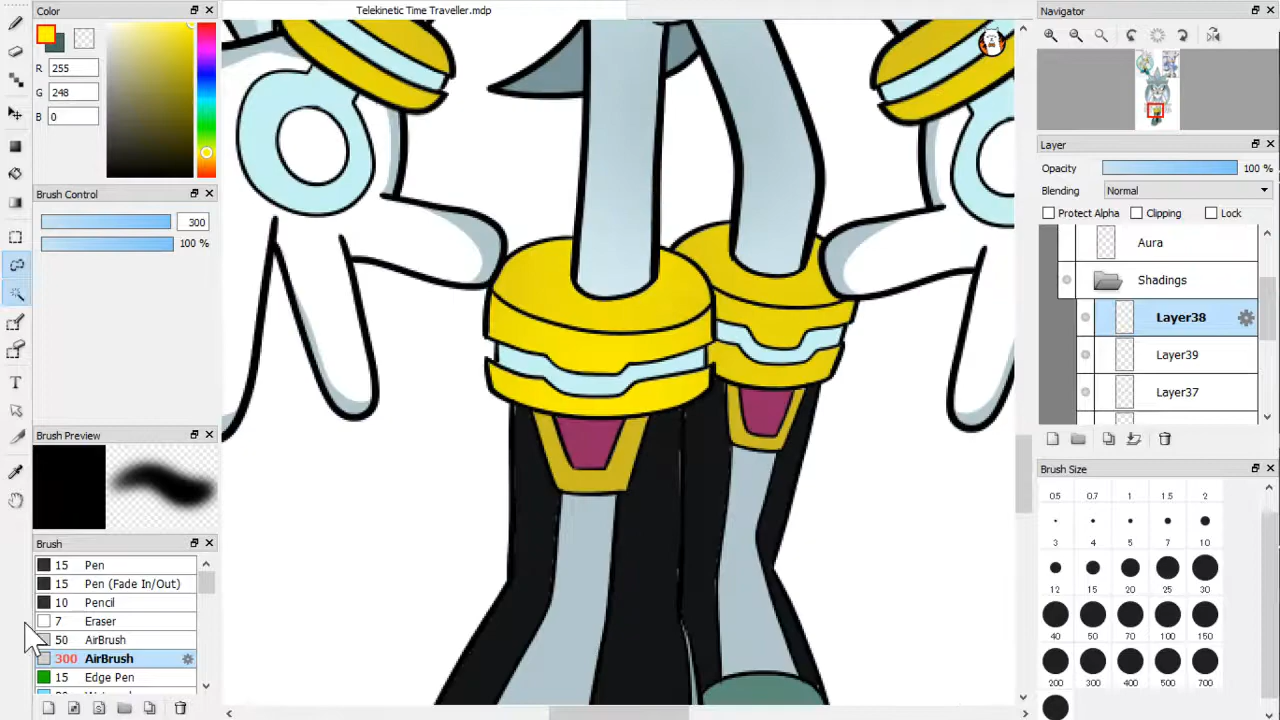 Color
Telekinetic Time Traveller.mdp
Navigator
R 255
G 248
B 0
Layer
Opacity 100 %
Blending Normal
Protect Alpha Clipping Lock
Brush Control
300
100 %
Aura
Shadings
Layer38
Layer39
Layer37
Brush Preview
Brush Size
0.5 0.7 1 1.5 2
3 4 5 7 10
12 15 20 25 30
40 50 70 100 150
200 300 400 500 700
Brush
15 Pen
15 Pen (Fade In/Out)
10 Pencil
7 Eraser
50 AirBrush
300 AirBrush
15 Edge Pen